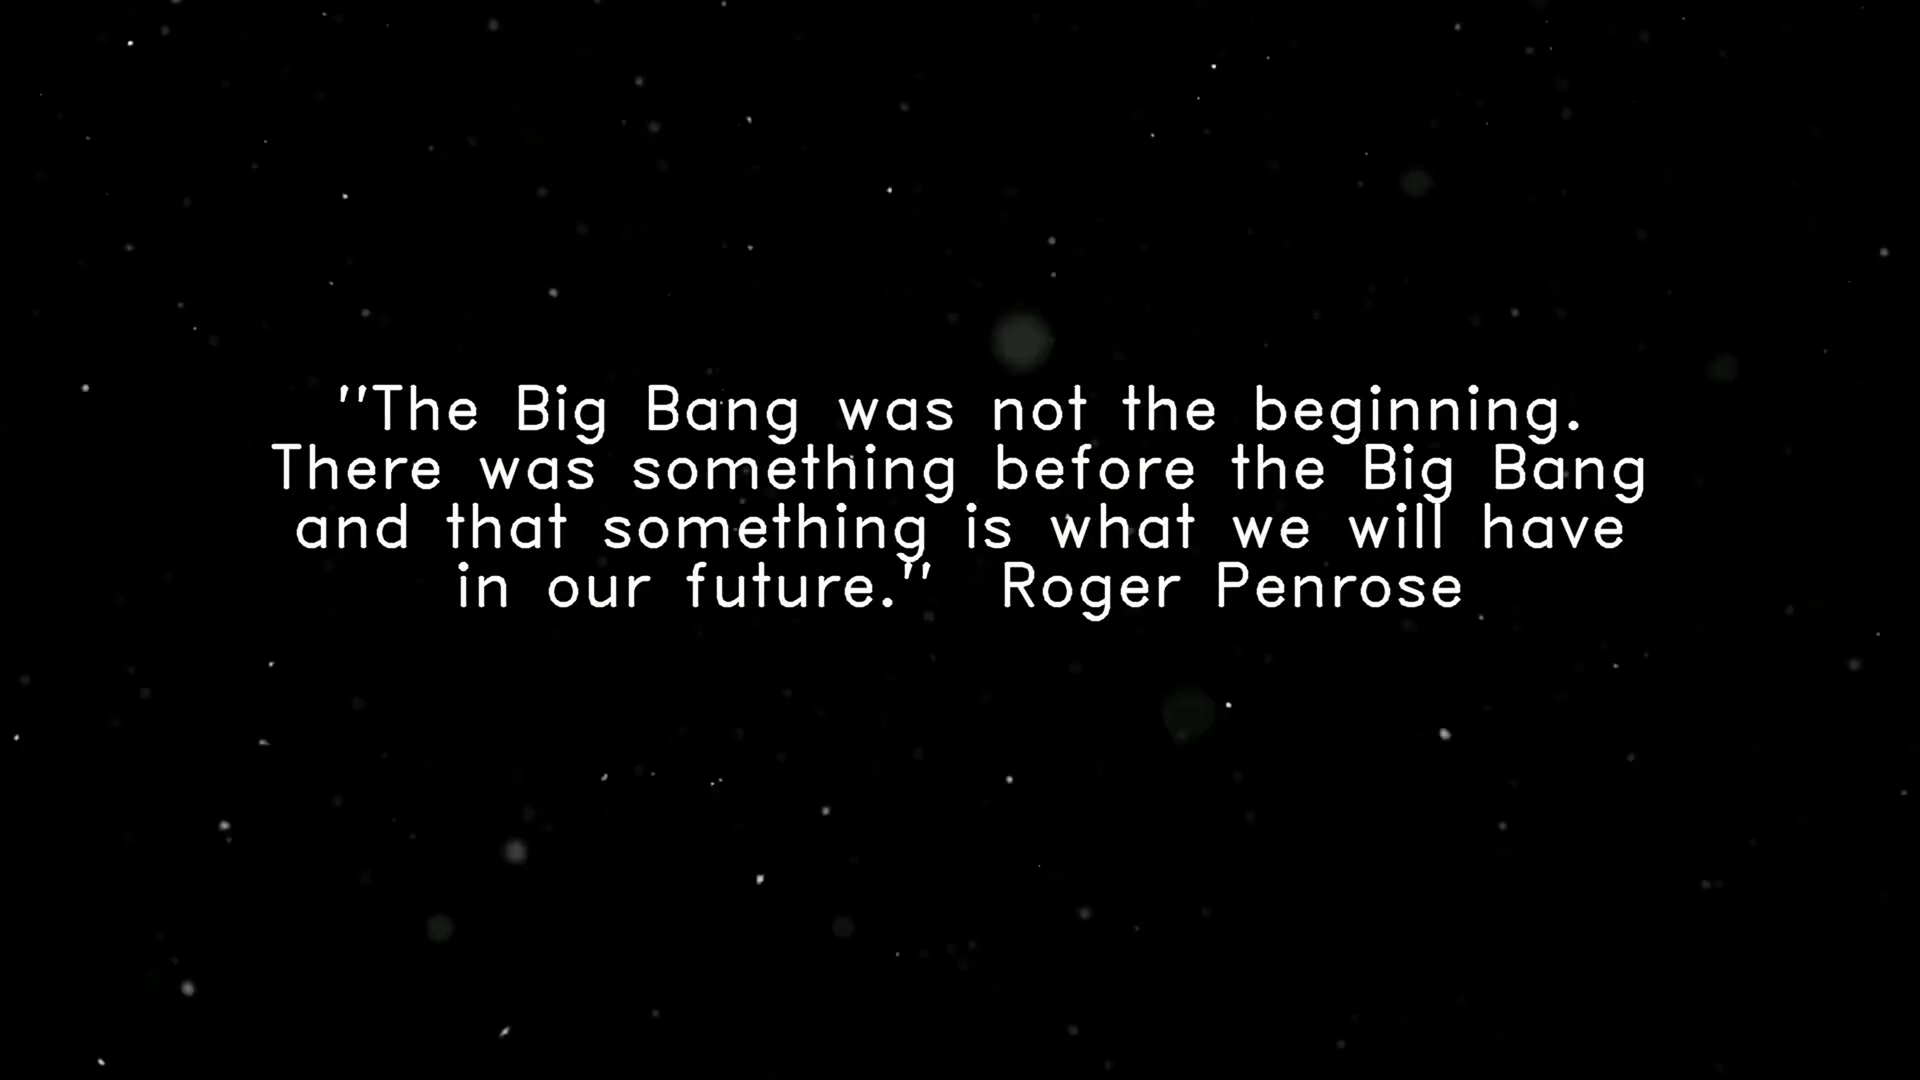 "The Big Bang was not the beginning.
There was something before the Big Bang
and that something is what we will have
in our future."  Roger Penrose